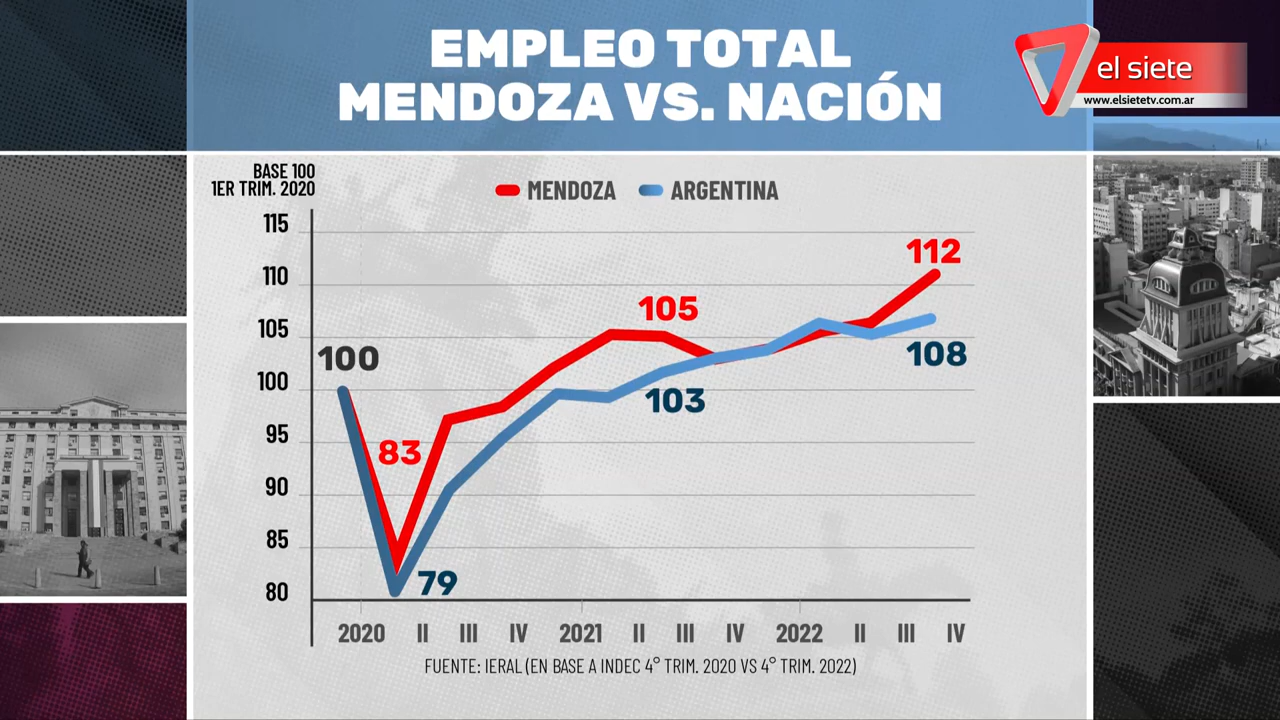 EMPLEO TOTAL
MENDOZA VS. NACIÓN
el siete
www.elsietetv.com.ar
BASE 100
1ER TRIM. 2020
MENDOZA ARGENTINA
115
110
105
100
95
90
85
80
100
83
79
105
103
112
108
2020 II III IV 2021 II III IV 2022 II III IV
FUENTE: IERAL (EN BASE A INDEC 4° TRIM. 2020 VS 4° TRIM. 2022)